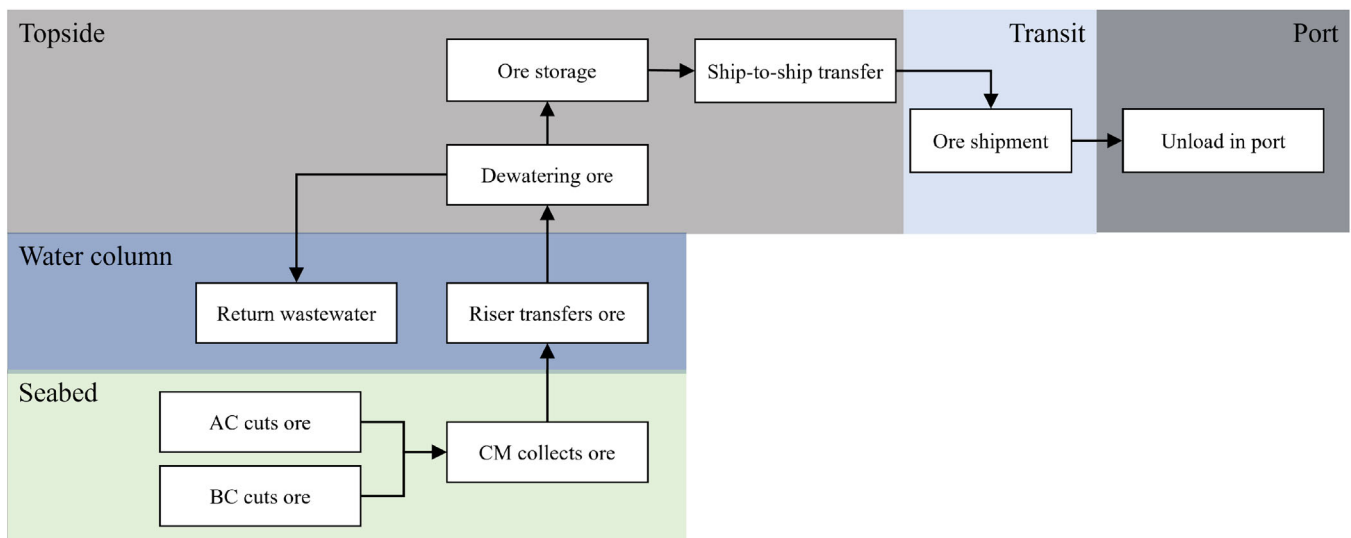 Topside
Transit
Port
Ore storage
Ship-to-ship transfer
Ore shipment
Unload in port
Dewatering ore
Water column
Return wastewater
Riser transfers ore
Seabed
AC cuts ore
CM collects ore
BC cuts ore